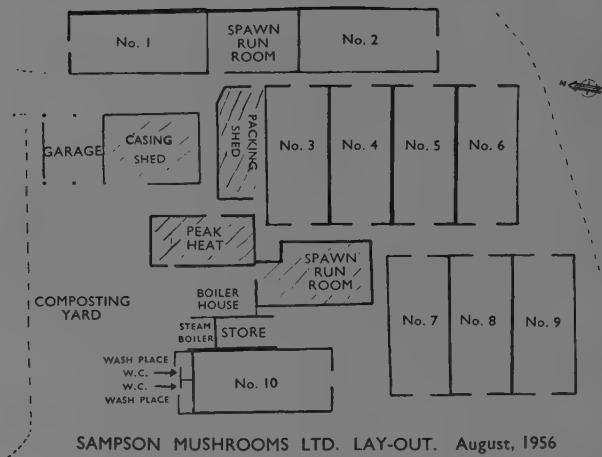 No. 1
SPAWN
RUN
ROOM
No. 2
N
GARAGE
CASING
SHED
PACKING
SHED
No. 3
No. 4
No. 5
No. 6
PEAK
HEAT
SPAWN
RUN
ROOM
BOILER
HOUSE
COMPOSTING
YARD
STEAM
BOILER
STORE
No. 7
No. 8
No. 9
WASH PLACE
W.C.
W.C.
WASH PLACE
No. 10
SAMPSON MUSHROOMS LTD. LAY-OUT. August, 1956